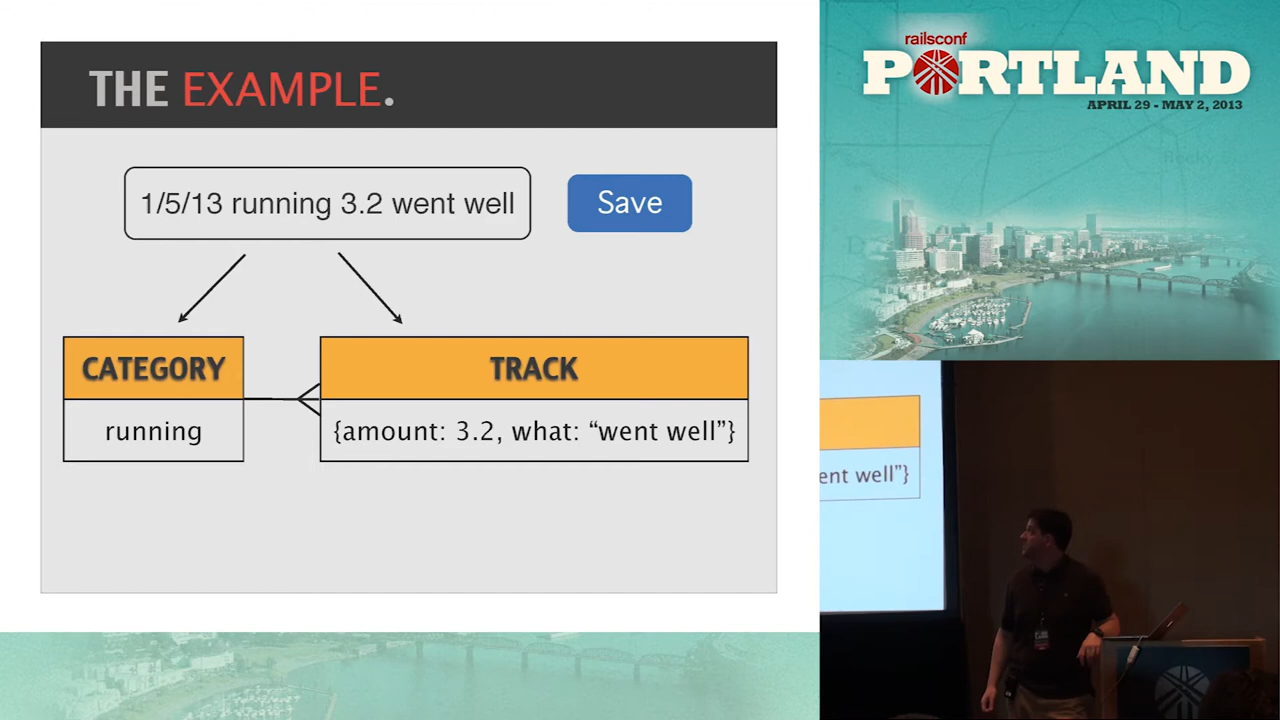 THE EXAMPLE.
1/5/13 running 3.2 went well
Save
CATEGORY
TRACK
running
{amount: 3.2, what: “went well”}
railsconf
PORTLAND
APRIL 29 - MAY 2, 2013
ent well”}